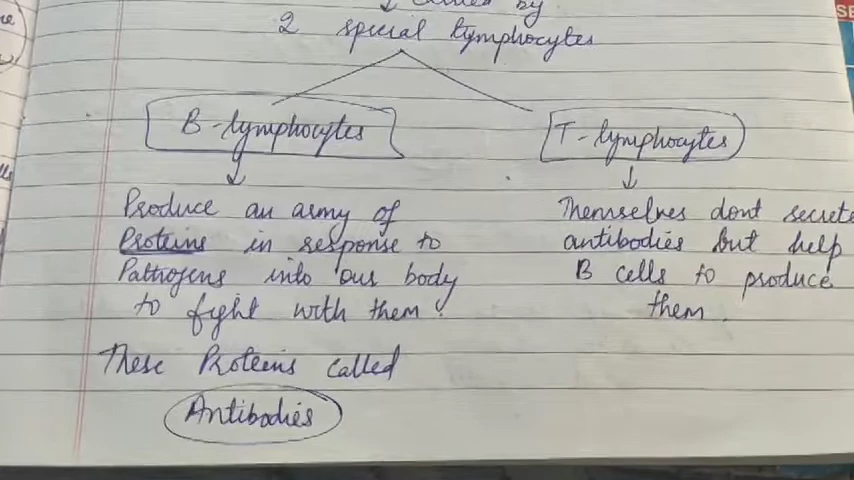 by
2 special lymphocytes
B-lymphocytes
T-lymphocytes
Produce an army of
Proteins in response to
Pathogens into our body
to fight with them.
These Proteins called
Antibodies
Themselves dont secrete
antibodies but help
B cells to produce
them.